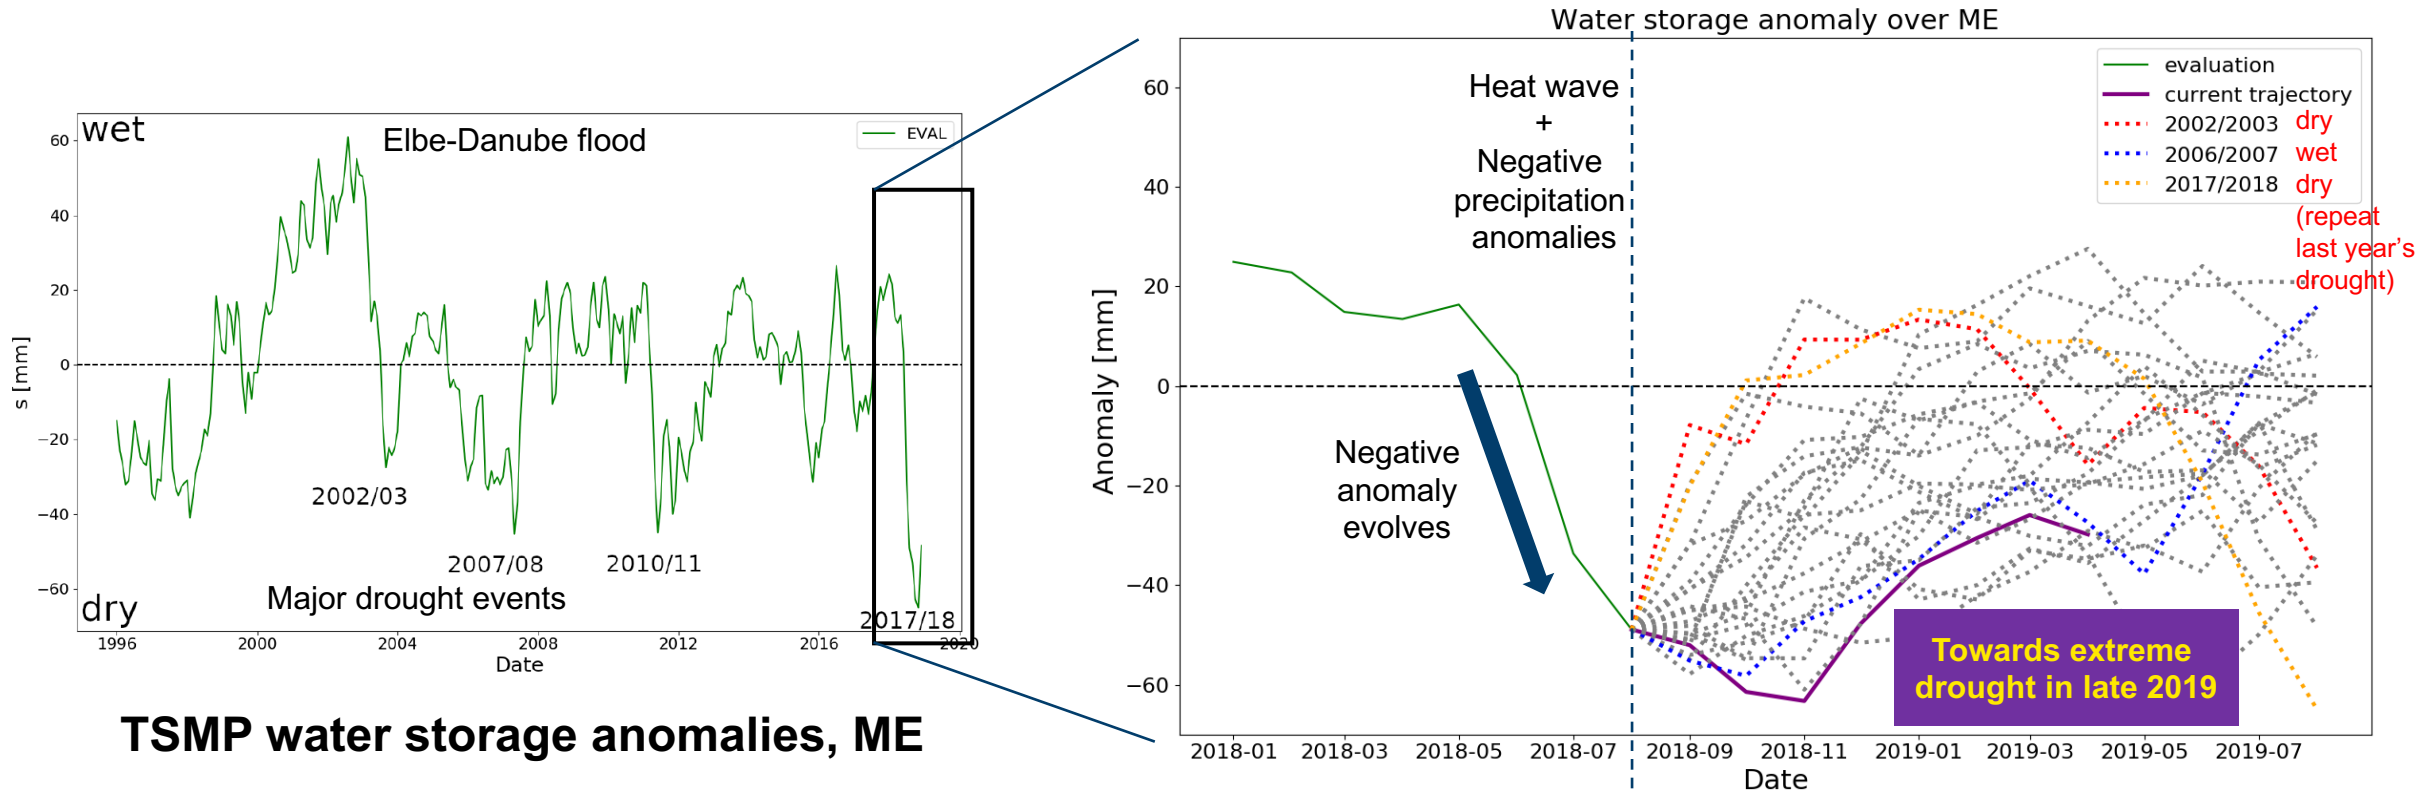 wet
Elbe-Danube flood
EVAL
60
40
20
0
−20
−40
−60
s [mm]
2002/03
2007/08
2010/11
Major drought events
dry
2017/18
1996
2000
2004
2008
2012
2016
2020
Date
TSMP water storage anomalies, ME
Water storage anomaly over ME
evaluation
current trajectory
2002/2003 dry
2006/2007 wet
2017/2018 dry
(repeat
last year’s
drought)
Heat wave
+
Negative
precipitation
anomalies
60
40
20
0
−20
−40
−60
Anomaly [mm]
Negative
anomaly
evolves
Towards extreme
drought in late 2019
2018-01
2018-03
2018-05
2018-07
2018-09
2018-11
2019-01
2019-03
2019-05
2019-07
Date